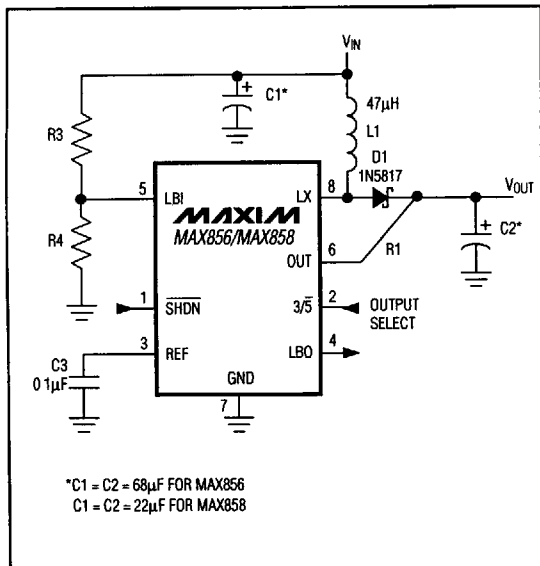 VIN
C1*
47µH
L1
D1
1N5817
R3
5
LBI
LX
8
VOUT
MAXIM
MAX856/MAX858
R4
OUT
6
R1
C2*
1
SHDN
3/5
2
OUTPUT
SELECT
3
REF
LBO
4
C3
0 1µF
GND
7
*C1 = C2 = 68µF FOR MAX856
C1 = C2 = 22µF FOR MAX858